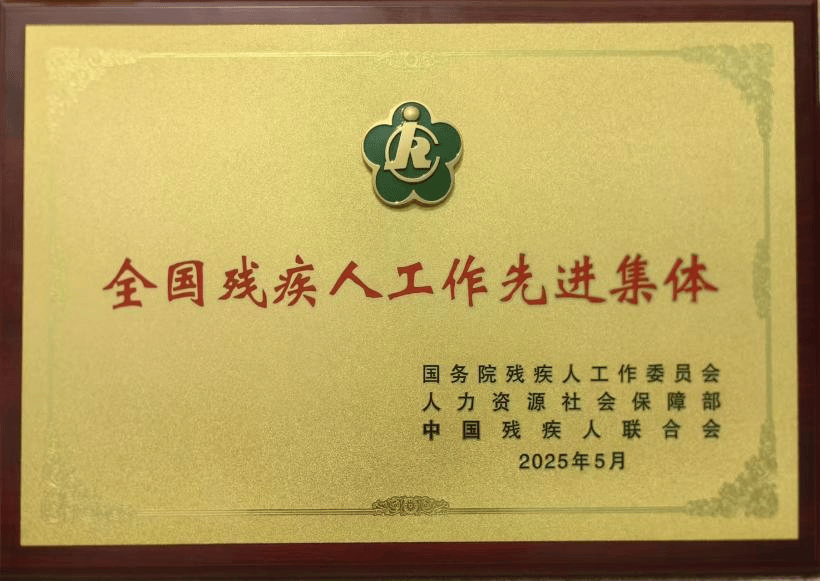 全国残疾人工作先进集体
国务院残疾人工作委员会
人力资源社会保障部
中国残疾人联合会
2025年5月